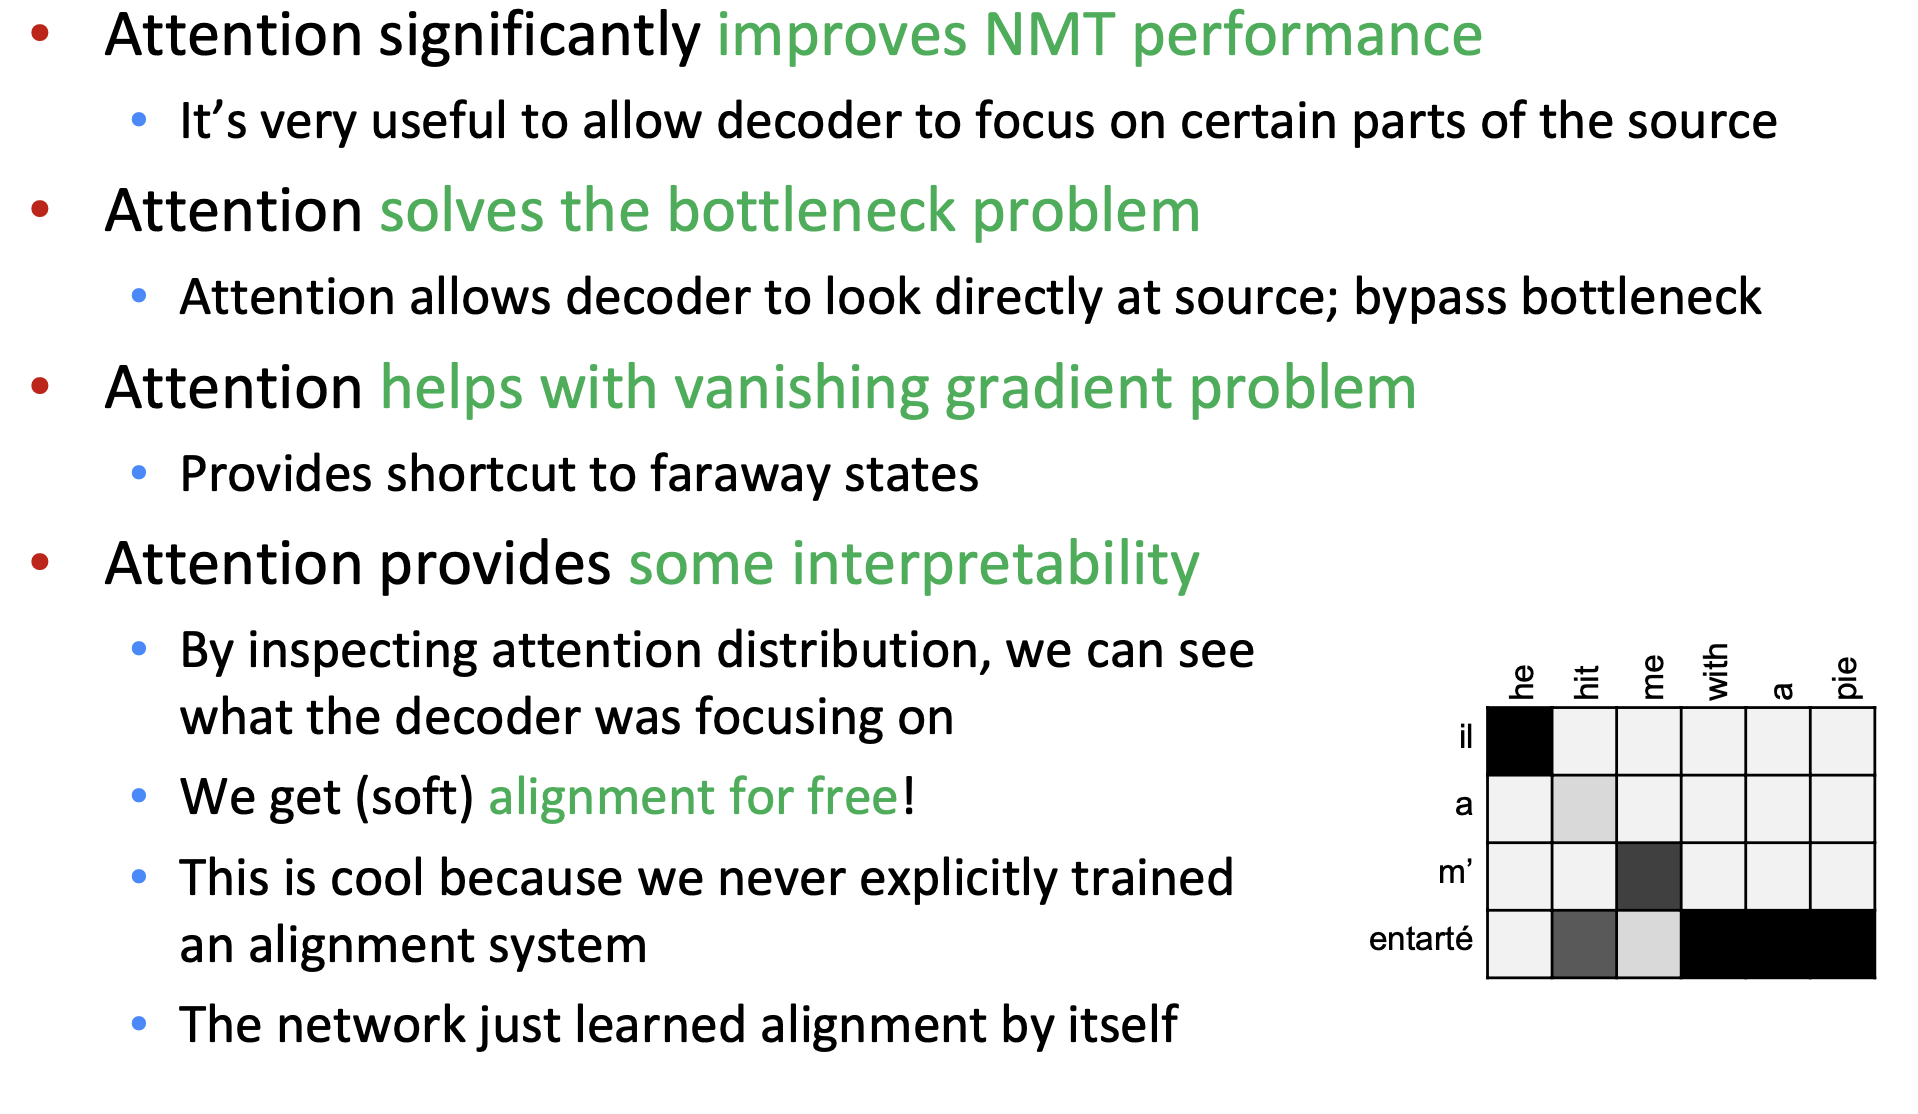 • Attention significantly improves NMT performance
• It’s very useful to allow decoder to focus on certain parts of the source
• Attention solves the bottleneck problem
• Attention allows decoder to look directly at source; bypass bottleneck
• Attention helps with vanishing gradient problem
• Provides shortcut to faraway states
• Attention provides some interpretability
• By inspecting attention distribution, we can see
what the decoder was focusing on
• We get (soft) alignment for free!
• This is cool because we never explicitly trained
an alignment system
• The network just learned alignment by itself
he hit me with a pie
il
a
m’
entarté